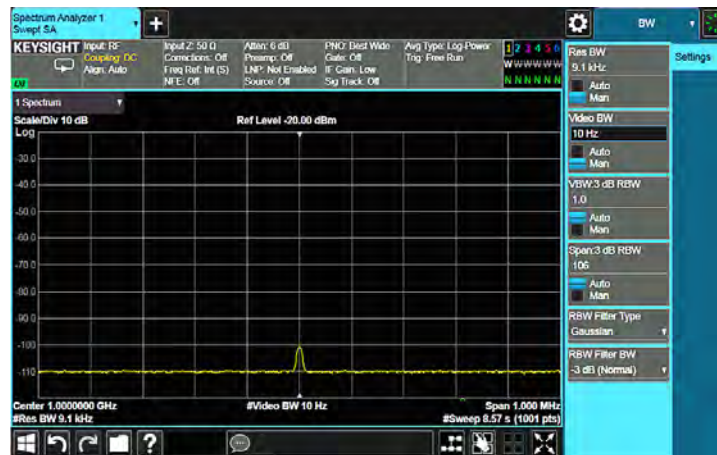 Spectrum Analyzer 1
Swept SA
+
BW
KEYSIGHT
Input: RF
Coupling: DC
Align: Auto
Input Z: 50 Ω
Corrections: Off
Freq Ref: Int (S)
NFE: Off
Atten: 6 dB
Preamp: Off
LNP: Not Enabled
Source: Off
PNO: Best Wide
Gate: Off
IF Gain: Low
Sig Track: Off
Avg Type: Log-Power
Trig: Free Run
1 2 3 4 5 6
W W W W W W
N N N N N N
1 Spectrum
Scale/Div 10 dB
Ref Level -20.00 dBm
Log
-30.0
-40.0
-50.0
-60.0
-70.0
-80.0
-90.0
-100
-110
Center 1.0000000 GHz
#Res BW 9.1 kHz
#Video BW 10 Hz
Span 1.000 MHz
#Sweep 8.57 s (1001 pts)
Res BW
9.1 kHz
Auto
Man
Video BW
10 Hz
Auto
Man
VBW:3 dB RBW
1.0
Auto
Man
Span:3 dB RBW
106
Auto
Man
RBW Filter Type
Gaussian
RBW Filter BW
-3 dB (Normal)
Settings
?